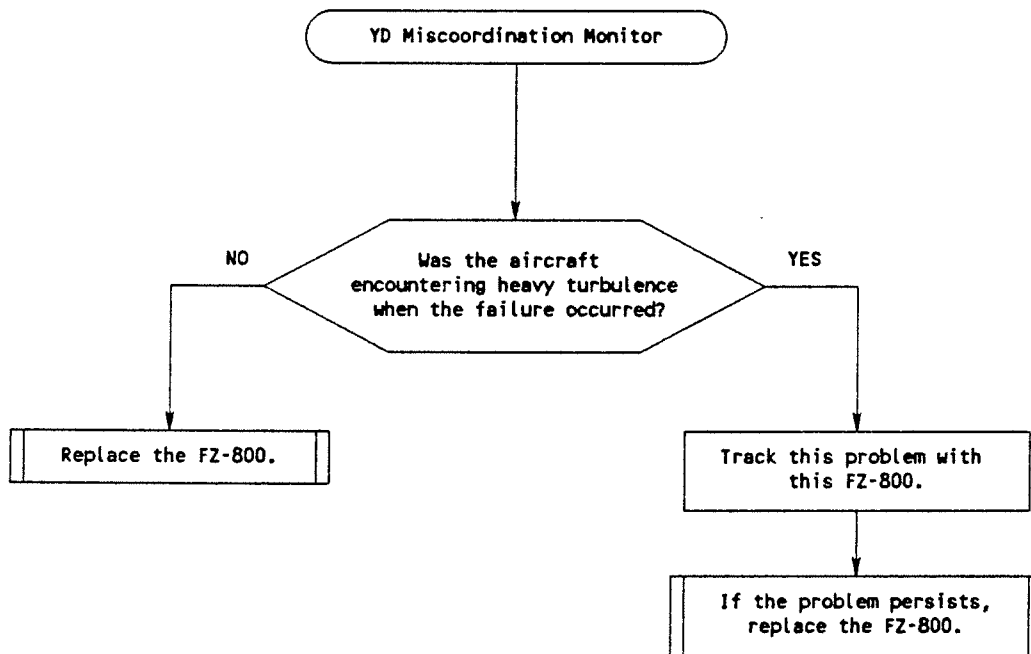 YD Miscoordination Monitor
NO
Was the aircraft
encountering heavy turbulence
when the failure occurred?
YES
Replace the FZ-800.
Track this problem with
this FZ-800.
If the problem persists,
replace the FZ-800.